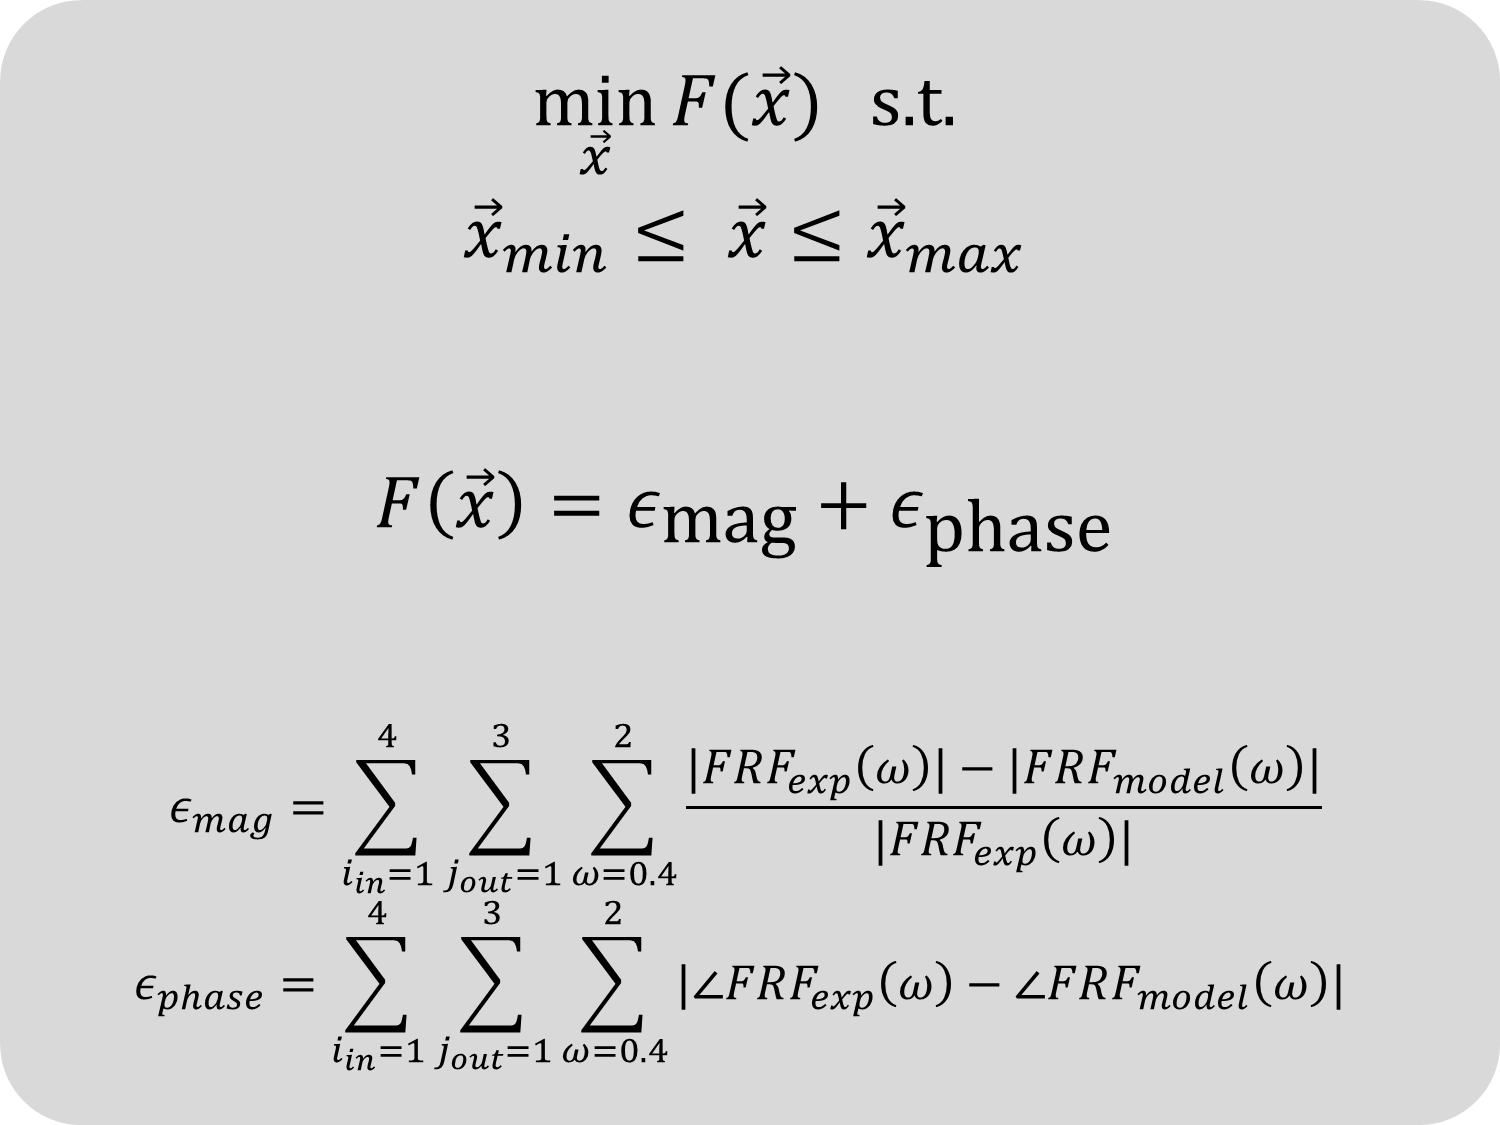 min F(x⃗) s.t.
x⃗
x⃗_min ≤ x⃗ ≤ x⃗_max
F(x⃗) = ϵ_mag + ϵ_phase
ϵ_mag = ∑_{i_in=1}^{4} ∑_{j_out=1}^{3} ∑_{ω=0.4}^{2} (|FRF_exp(ω)| − |FRF_model(ω)|) / |FRF_exp(ω)|
ϵ_phase = ∑_{i_in=1}^{4} ∑_{j_out=1}^{3} ∑_{ω=0.4}^{2} |∠FRF_exp(ω) − ∠FRF_model(ω)|